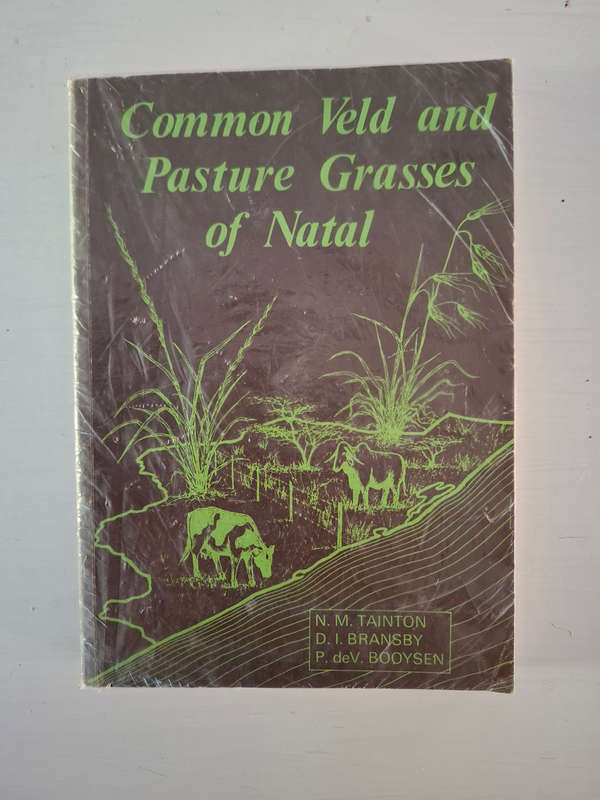 Common Veld and
Pasture Grasses
of Natal
N. M. TAINTON
D. I. BRANSBY
P. deV. BOOYSEN